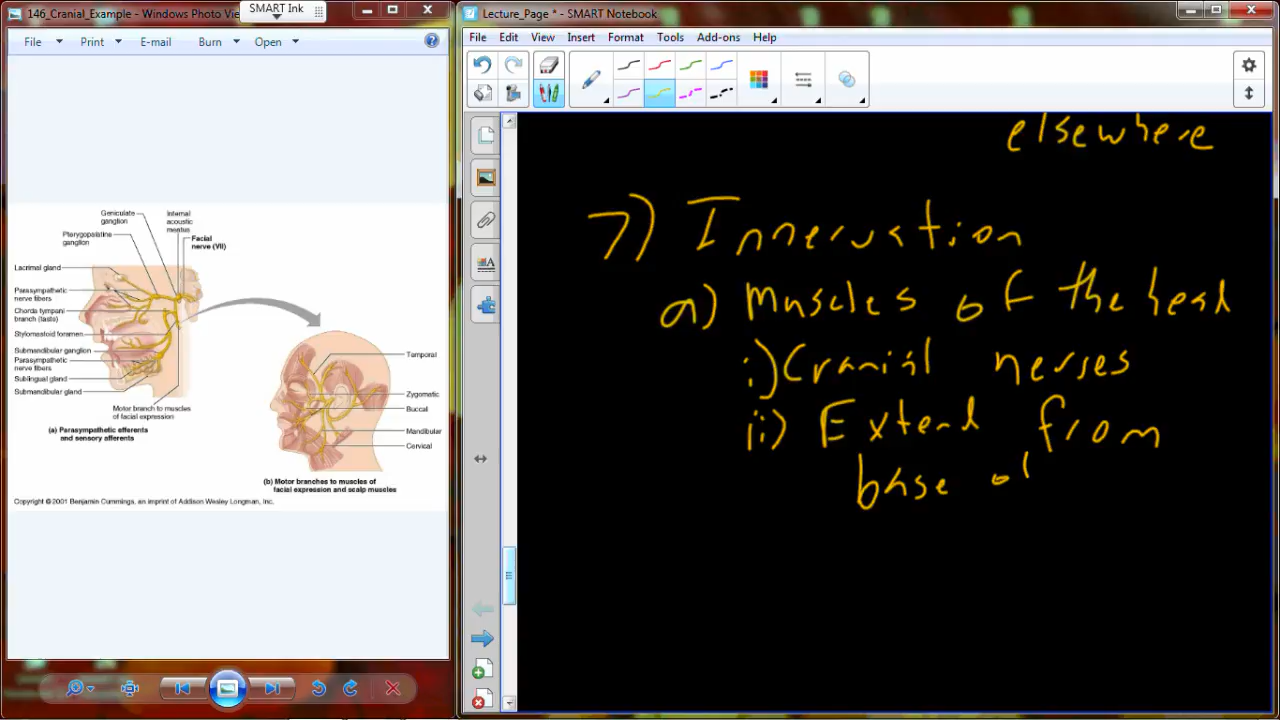 146_Cranial_Example - Windows Photo Vie
SMART Ink
File Print E-mail Burn Open
Geniculate
ganglion
Internal
acoustic
meatus
Pterygopalatine
ganglion
Facial
nerve (VII)
Lacrimal gland
Parasympathetic
nerve fibers
Chorda tympani
branch (taste)
Stylomastoid foramen
Submandibular ganglion
Parasympathetic
nerve fibers
Sublingual gland
Submandibular gland
Motor branch to muscles
of facial expression
(a) Parasympathetic efferents
and sensory afferents
Temporal
Zygomatic
Buccal
Mandibular
Cervical
(b) Motor branches to muscles of
facial expression and scalp muscles
Copyright © 2001 Benjamin Cummings, an imprint of Addison Wesley Longman, Inc.
Lecture_Page * - SMART Notebook
File Edit View Insert Format Tools Add-ons Help
elsewhere
7) Innervation
a) Muscles of the head
i.) Cranial nerves
ii) Extend from
base of